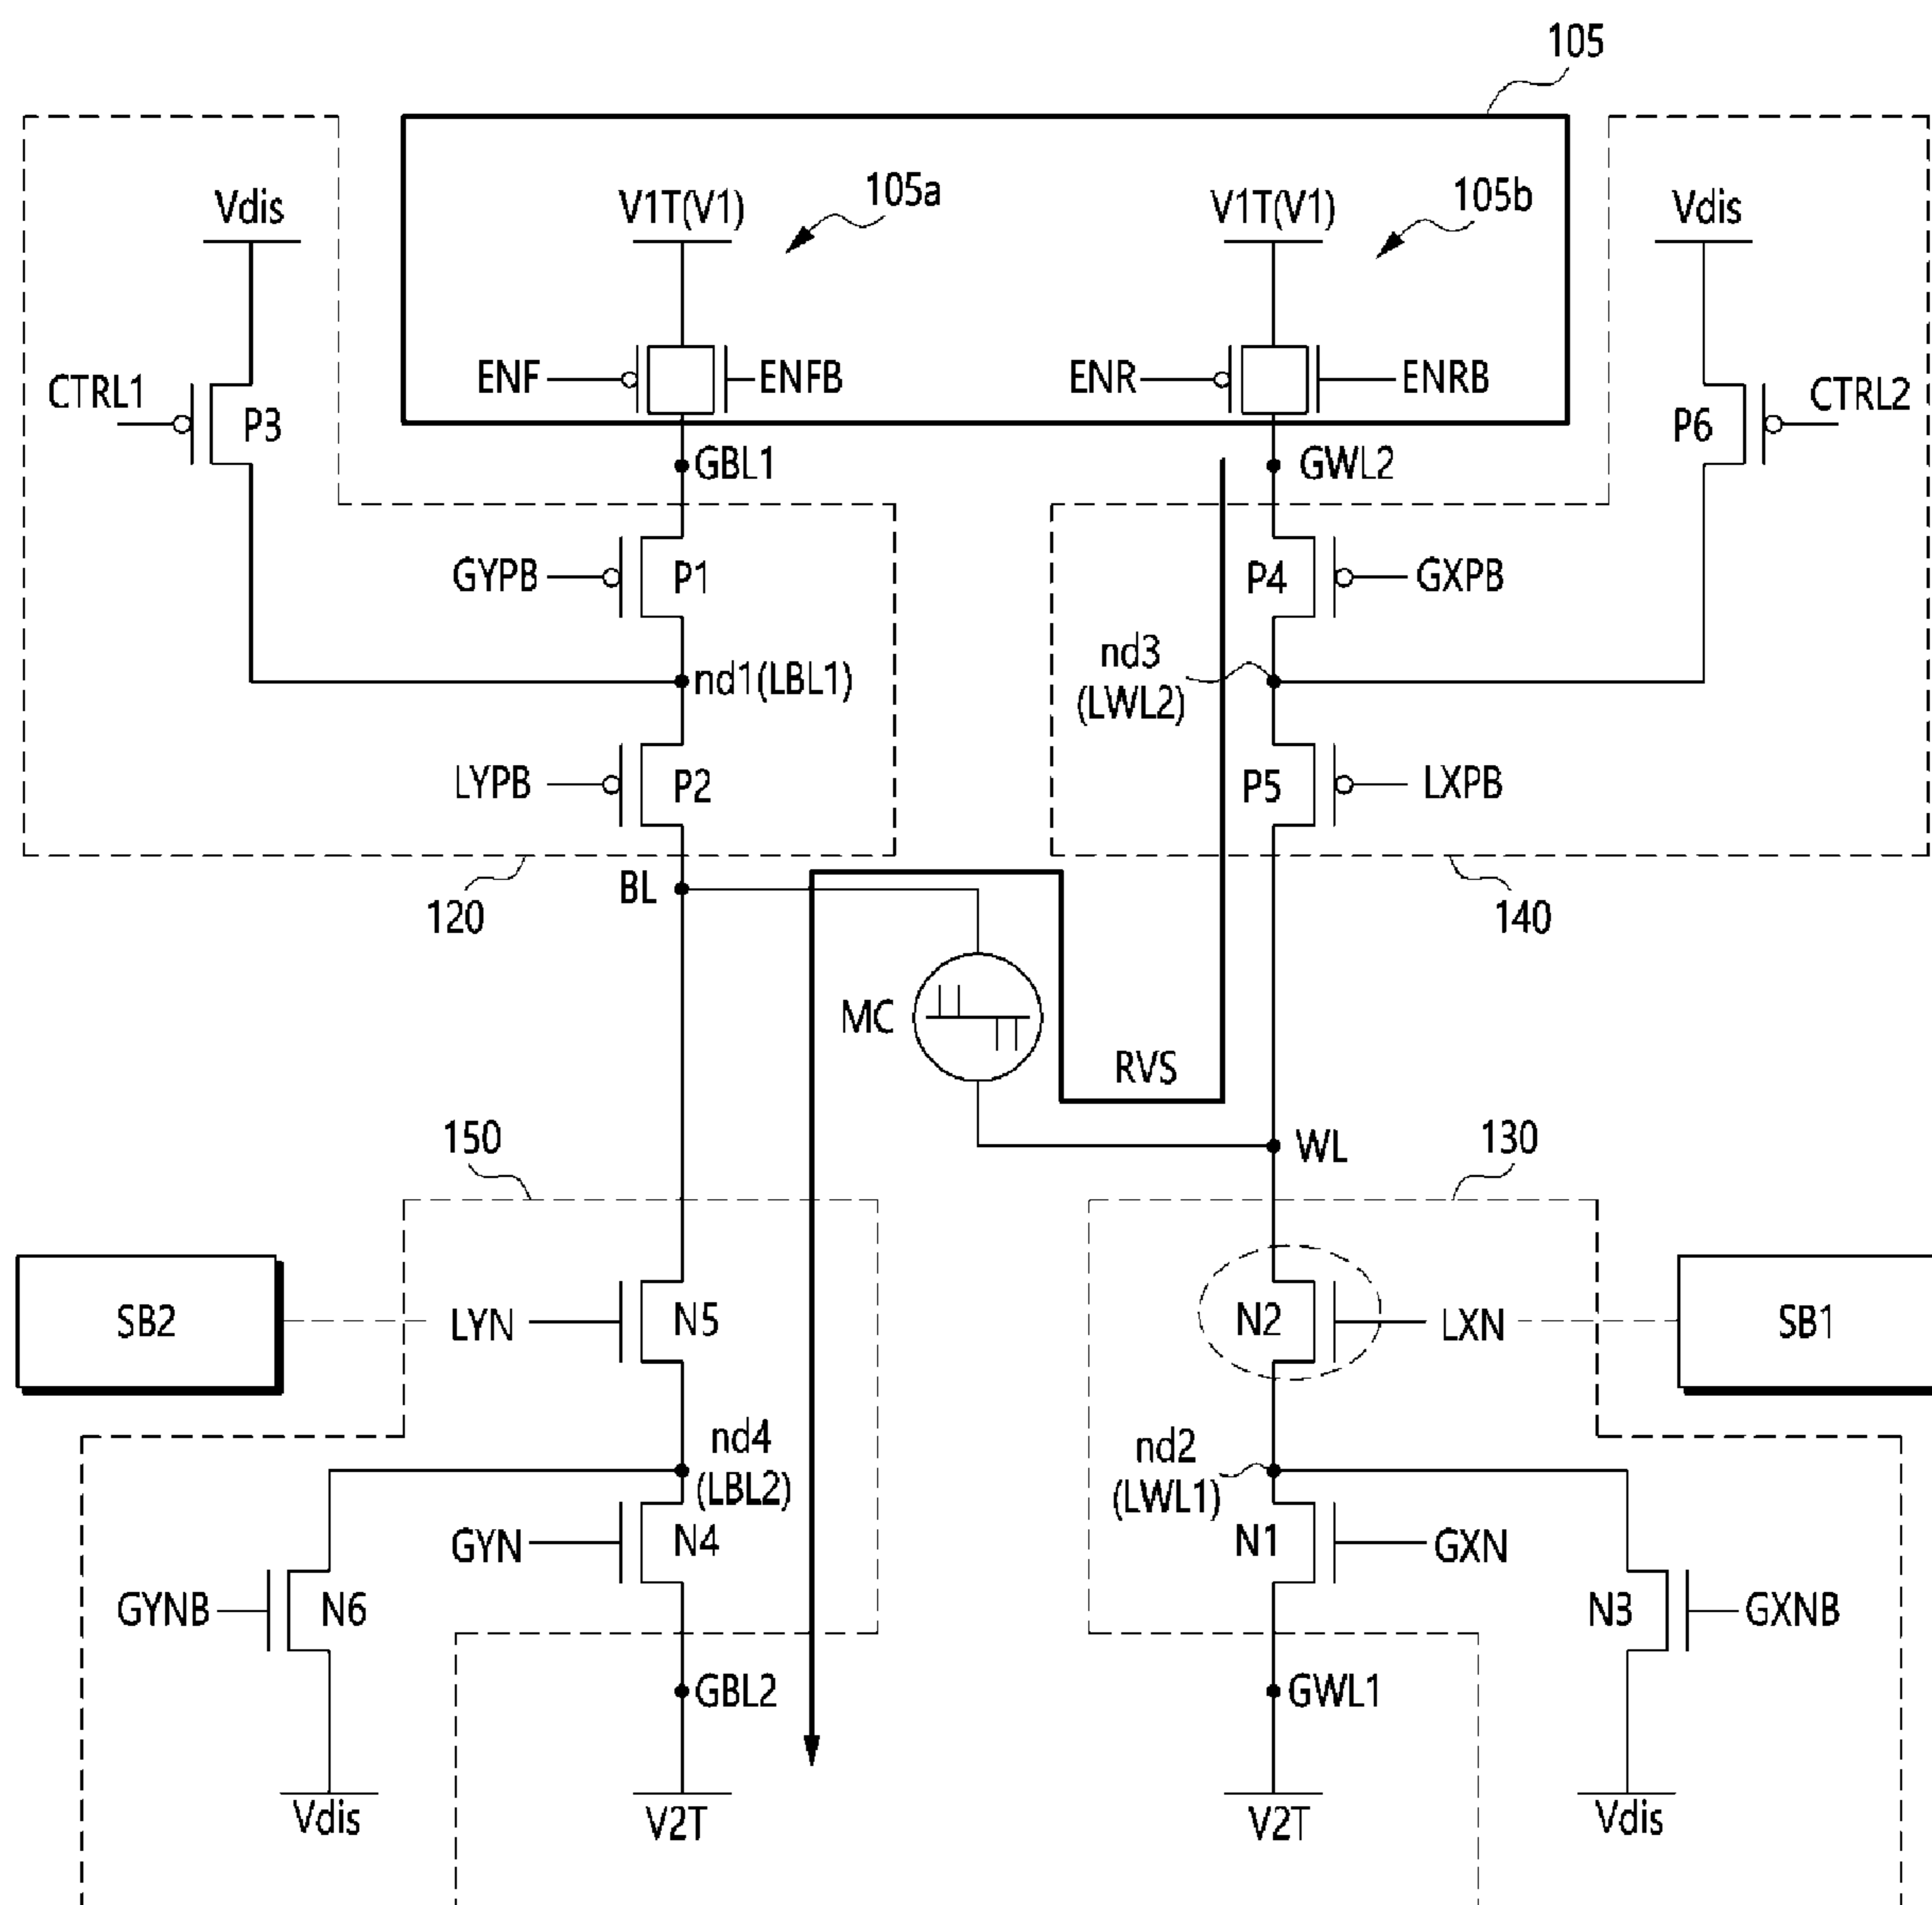 105
Vdis
V1T(V1)
105a
V1T(V1)
105b
Vdis
CTRL1
P3
ENF
ENFB
ENR
ENRB
P6
CTRL2
GBL1
GWL2
GYPB
P1
P4
GXPB
nd1(LBL1)
nd3
(LWL2)
LYPB
P2
P5
LXPB
120
BL
140
MC
RVS
WL
150
130
SB2
LYN
N5
N2
LXN
SB1
nd4
(LBL2)
nd2
(LWL1)
GYN
N4
N1
GXN
GYNB
N6
N3
GXNB
GBL2
GWL1
Vdis
V2T
V2T
Vdis